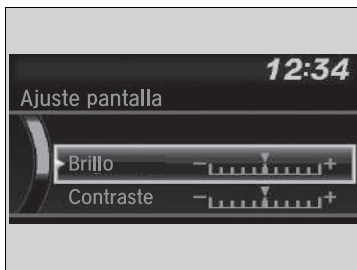 12:34
Ajuste pantalla
Brillo - +
Contraste - +